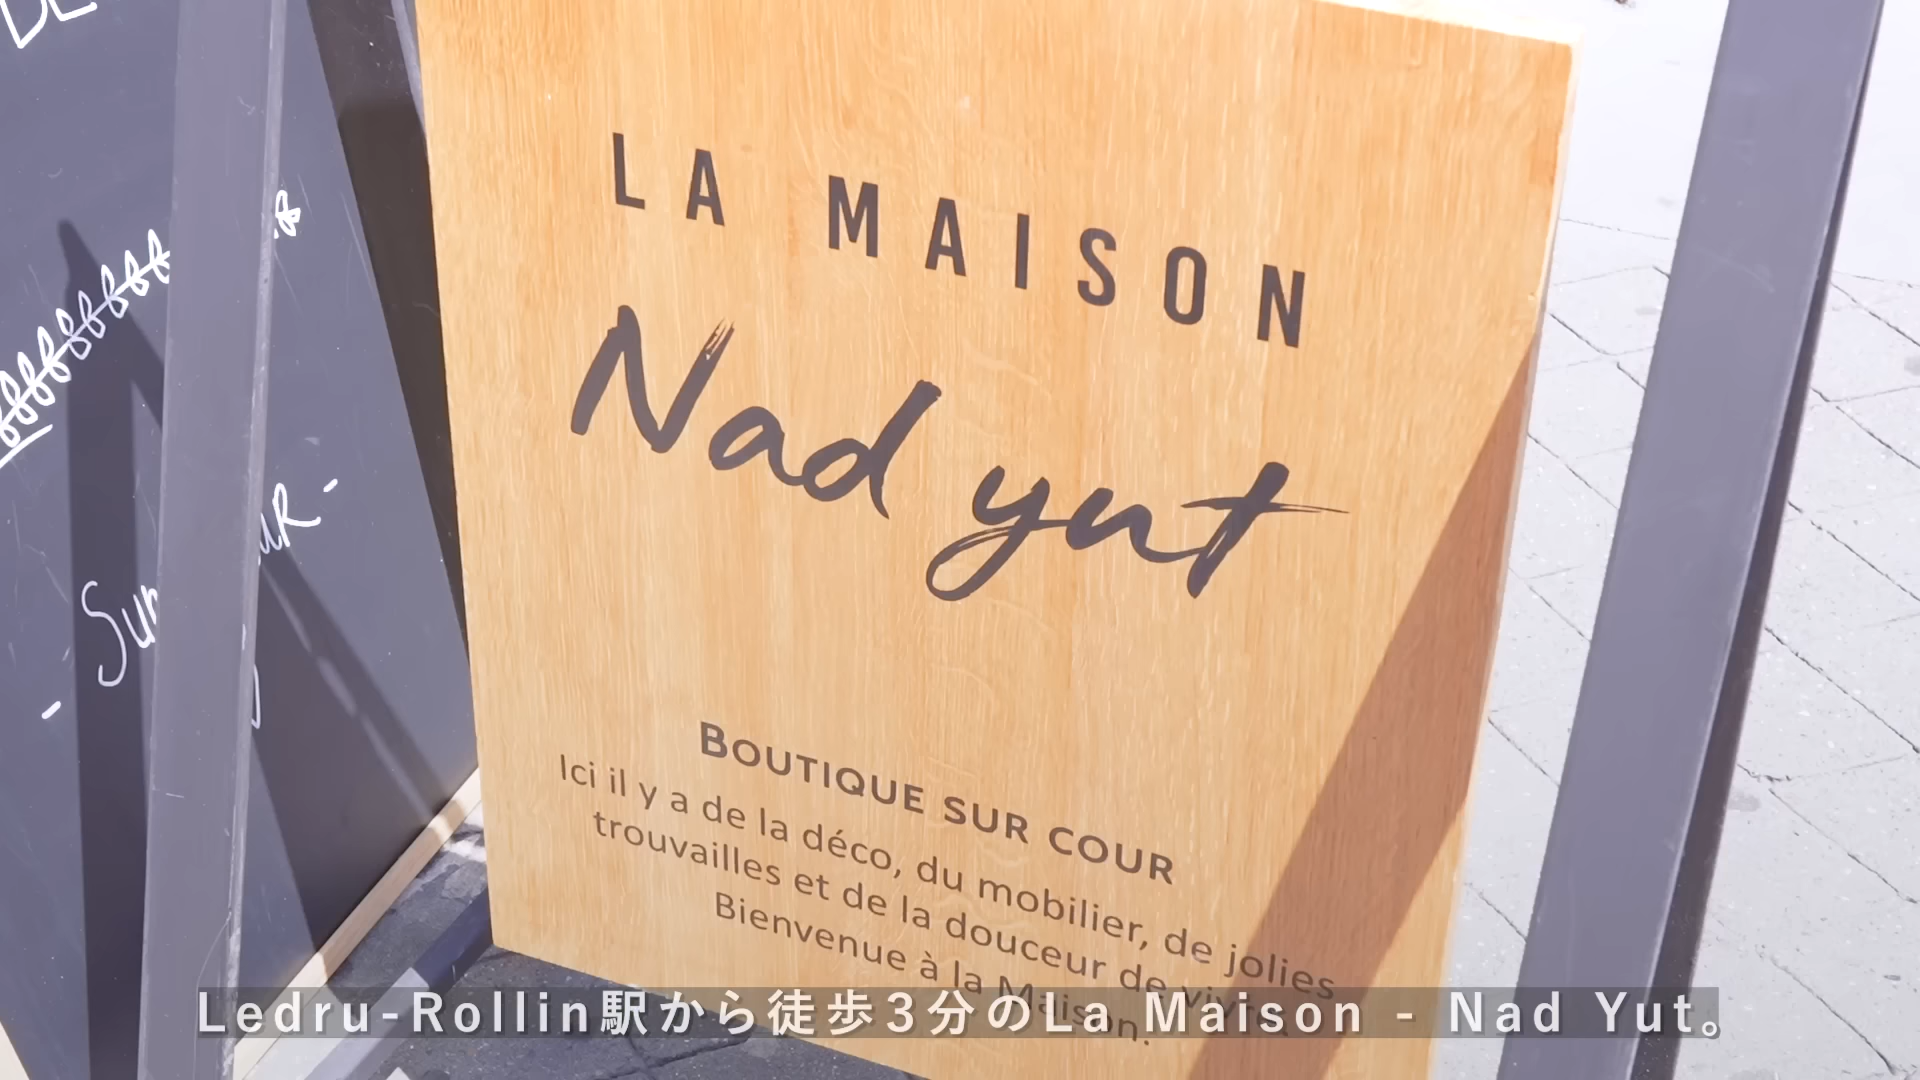 LA MAISON
Nad yut
BOUTIQUE SUR COUR
Ici il y a de la déco, du mobilier, de jolies
trouvailles et de la douceur de vivre
Bienvenue à la Maison.
Ledru-Rollin駅から徒歩3分のLa Maison - Nad Yut。